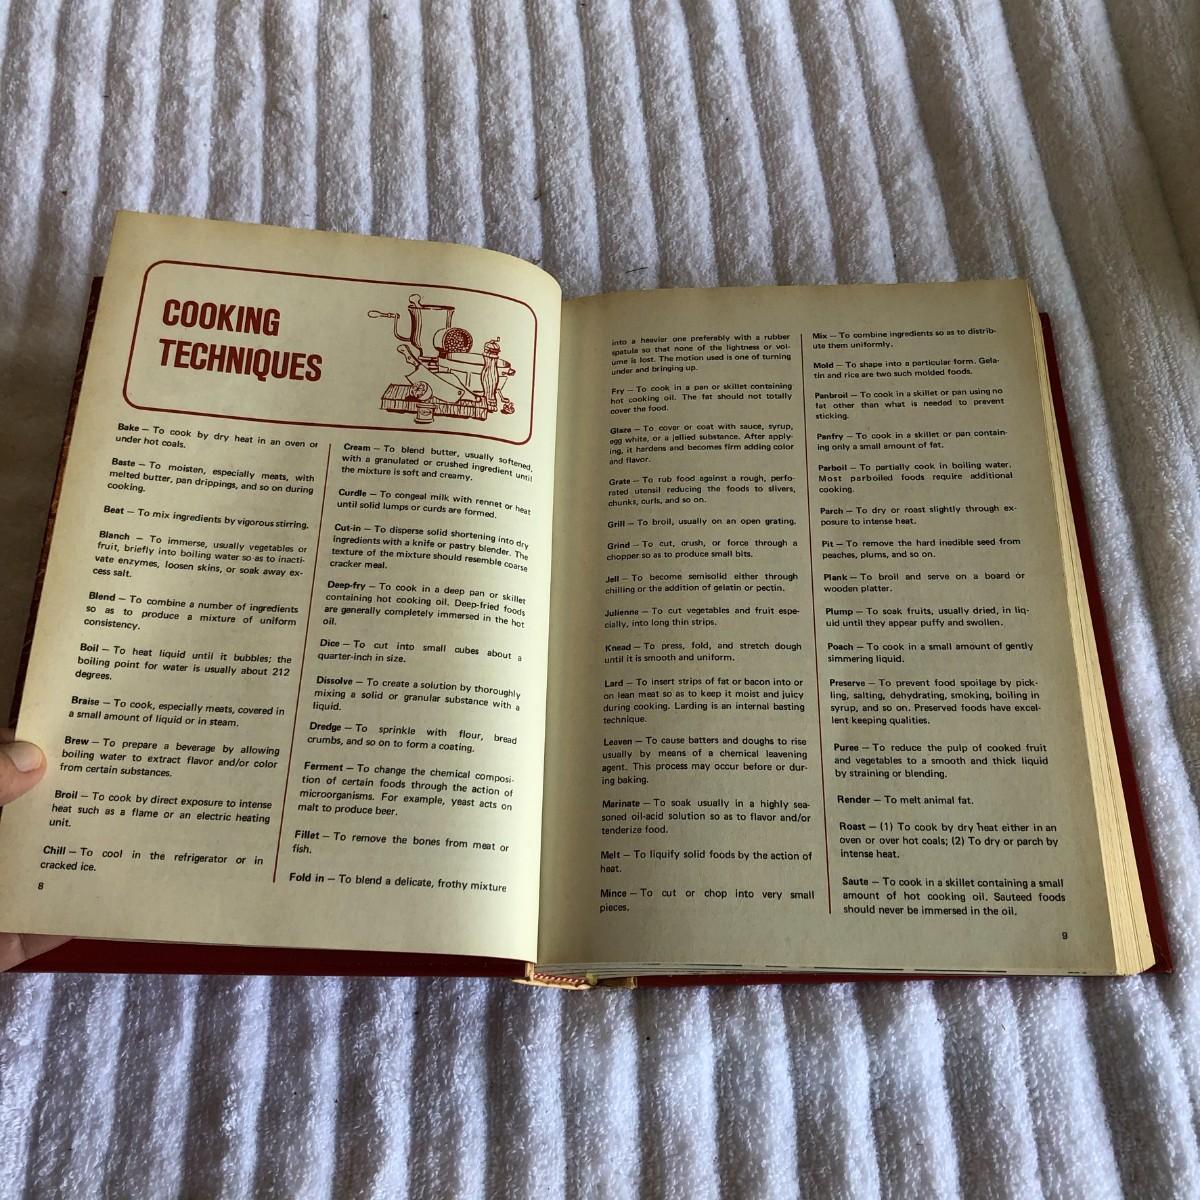 COOKING
TECHNIQUES
Bake — To cook by dry heat in an oven or
under hot coals.
Baste — To moisten, especially meats, with
melted butter, pan drippings, and so on during
cooking.
Beat — To mix ingredients by vigorous stirring.
Blanch — To immerse, usually vegetables or
fruit, briefly into boiling water so as to inacti-
vate enzymes, loosen skins, or soak away ex-
cess salt.
Blend — To combine a number of ingredients
so as to produce a mixture of uniform
consistency.
Boil — To heat liquid until it bubbles; the
boiling point for water is usually about 212
degrees.
Braise — To cook, especially meats, covered in
a small amount of liquid or in steam.
Brew — To prepare a beverage by allowing
boiling water to extract flavor and/or color
from certain substances.
Broil — To cook by direct exposure to intense
heat such as a flame or an electric heating
unit.
Chill — To cool in the refrigerator or in
cracked ice.
8
Cream — To blend butter, usually softened,
with a granulated or crushed ingredient until
the mixture is soft and creamy.
Curdle — To congeal milk with rennet or heat
until solid lumps or curds are formed.
Cut-in — To disperse solid shortening into dry
ingredients with a knife or pastry blender. The
texture of the mixture should resemble coarse
cracker meal.
Deep-fry — To cook in a deep pan or skillet
containing hot cooking oil. Deep-fried foods
are generally completely immersed in the hot
oil.
Dice — To cut into small cubes about a
quarter-inch in size.
Dissolve — To create a solution by thoroughly
mixing a solid or granular substance with a
liquid.
Dredge — To sprinkle with flour, bread
crumbs, and so on to form a coating.
Ferment — To change the chemical composi-
tion of certain foods through the action of
microorganisms. For example, yeast acts on
malt to produce beer.
Fillet — To remove the bones from meat or
fish.
Fold in — To blend a delicate, frothy mixture
into a heavier one preferably with a rubber
spatula so that none of the lightness or vol-
ume is lost. The motion used is one of turning
under and bringing up.
Fry — To cook in a pan or skillet containing
hot cooking oil. The fat should not totally
cover the food.
Glaze — To cover or coat with sauce, syrup,
egg white, or a jellied substance. After apply-
ing, it hardens and becomes firm adding color
and flavor.
Grate — To rub food against a rough, perfo-
rated utensil reducing the foods to slivers,
chunks, curls, and so on.
Grill — To broil, usually on an open grating.
Grind — To cut, crush, or force through a
chopper so as to produce small bits.
Jell — To become semisolid either through
chilling or the addition of gelatin or pectin.
Julienne — To cut vegetables and fruit espe-
cially, into long thin strips.
Knead — To press, fold, and stretch dough
until it is smooth and uniform.
Lard — To insert strips of fat or bacon into or
on lean meat so as to keep it moist and juicy
during cooking. Larding is an internal basting
technique.
Leaven — To cause batters and doughs to rise
usually by means of a chemical leavening
agent. This process may occur before or dur-
ing baking.
Marinate — To soak usually in a highly sea-
soned oil-acid solution so as to flavor and/or
tenderize food.
Melt — To liquify solid foods by the action of
heat.
Mince — To cut or chop into very small
pieces.
Mix — To combine ingredients so as to distrib-
ute them uniformly.
Mold — To shape into a particular form. Gela-
tin and rice are two such molded foods.
Panbroil — To cook in a skillet or pan using no
fat other than what is needed to prevent
sticking.
Panfry — To cook in a skillet or pan contain-
ing only a small amount of fat.
Parboil — To partially cook in boiling water.
Most parboiled foods require additional
cooking.
Parch — To dry or roast slightly through ex-
posure to intense heat.
Pit — To remove the hard inedible seed from
peaches, plums, and so on.
Plank — To broil and serve on a board or
wooden platter.
Plump — To soak fruits, usually dried, in liq-
uid until they appear puffy and swollen.
Poach — To cook in a small amount of gently
simmering liquid.
Preserve — To prevent food spoilage by pick-
ling, salting, dehydrating, smoking, boiling in
syrup, and so on. Preserved foods have excel-
lent keeping qualities.
Puree — To reduce the pulp of cooked fruit
and vegetables to a smooth and thick liquid
by straining or blending.
Render — To melt animal fat.
Roast — (1) To cook by dry heat either in an
oven or over hot coals; (2) To dry or parch by
intense heat.
Saute — To cook in a skillet containing a small
amount of hot cooking oil. Sauteed foods
should never be immersed in the oil.
9